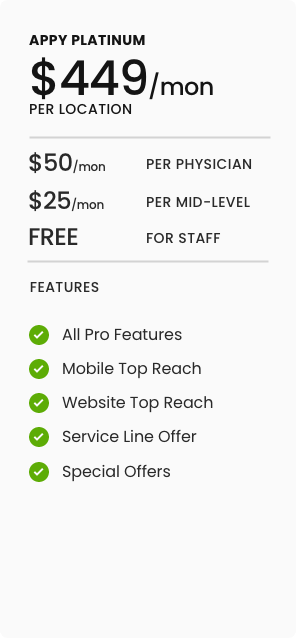 APPY PLATINUM
$449/mon
PER LOCATION
$50/mon PER PHYSICIAN
$25/mon PER MID-LEVEL
FREE FOR STAFF
FEATURES
All Pro Features
Mobile Top Reach
Website Top Reach
Service Line Offer
Special Offers